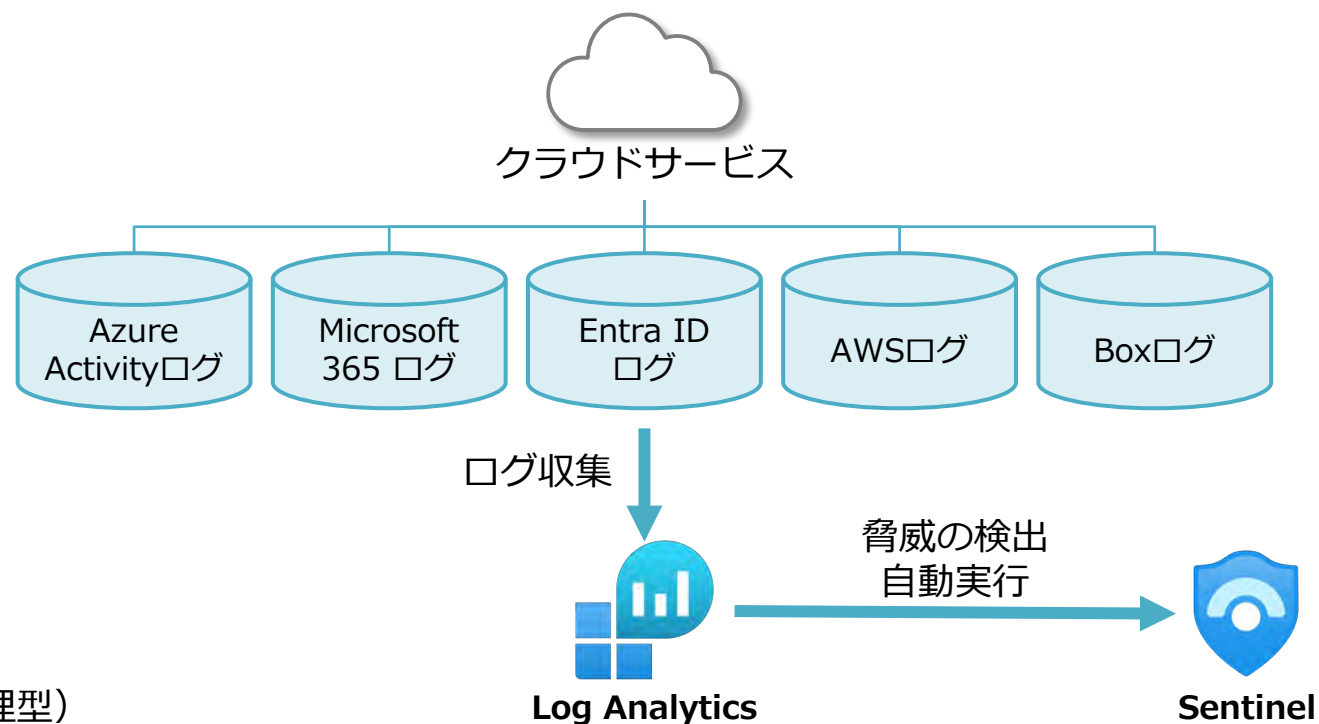 クラウドサービス
Azure
Activityログ
Microsoft
365 ログ
Entra ID
ログ
AWSログ
Boxログ
ログ収集
脅威の検出
自動実行
理型）
Log Analytics
Sentinel